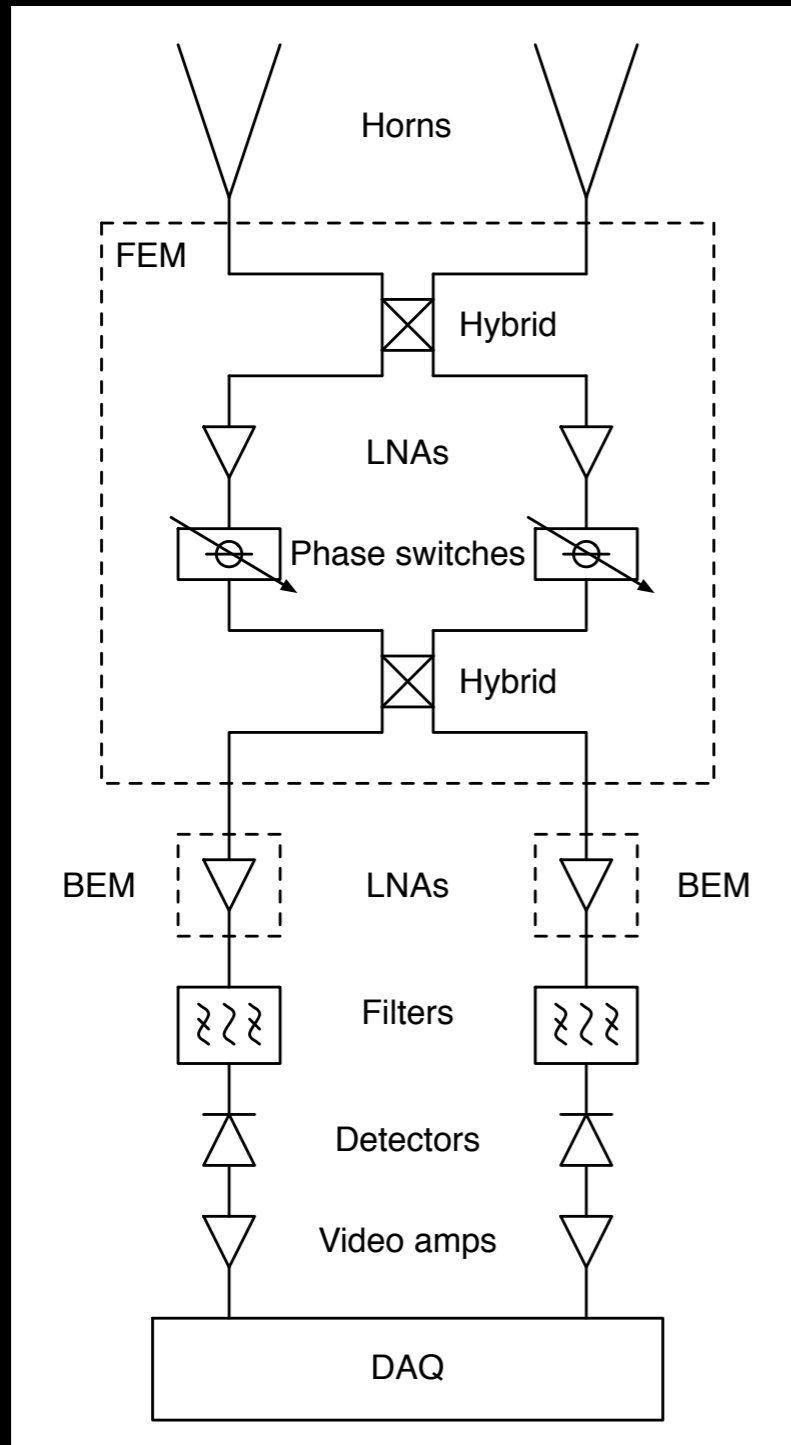 Horns
FEM
Hybrid
LNAs
Phase switches
Hybrid
BEM
LNAs
BEM
Filters
Detectors
Video amps
DAQ